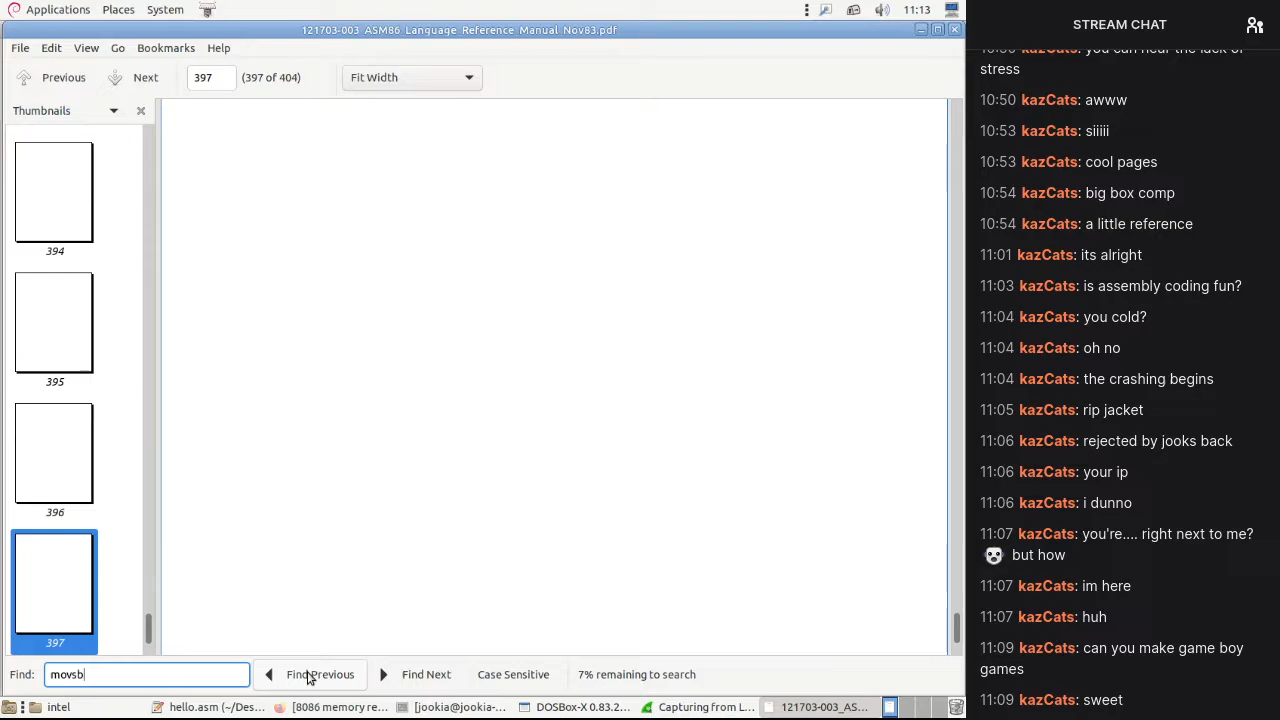 Applications Places System 11:13
121703-003_ASM86_Language_Reference_Manual_Nov83.pdf
File Edit View Go Bookmarks Help
Previous Next 397 (397 of 404) Fit Width
Thumbnails
394
395
396
397
Find: movsb Find Previous Find Next Case Sensitive 7% remaining to search
intel hello.asm (~/Des... [8086 memor... [jookia@jookia-... DOSBox-X 0.83.2... Capturing from L... 121703-003_AS...
STREAM CHAT
stress
10:50 kazCats: awww
10:53 kazCats: siiiii
10:53 kazCats: cool pages
10:54 kazCats: big box comp
10:54 kazCats: a little reference
11:01 kazCats: its alright
11:03 kazCats: is assembly coding fun?
11:04 kazCats: you cold?
11:04 kazCats: oh no
11:04 kazCats: the crashing begins
11:05 kazCats: rip jacket
11:06 kazCats: rejected by jooks back
11:06 kazCats: your ip
11:06 kazCats: i dunno
11:07 kazCats: you're.... right next to me?
but how
11:07 kazCats: im here
11:07 kazCats: huh
11:09 kazCats: can you make game boy
games
11:09 kazCats: sweet